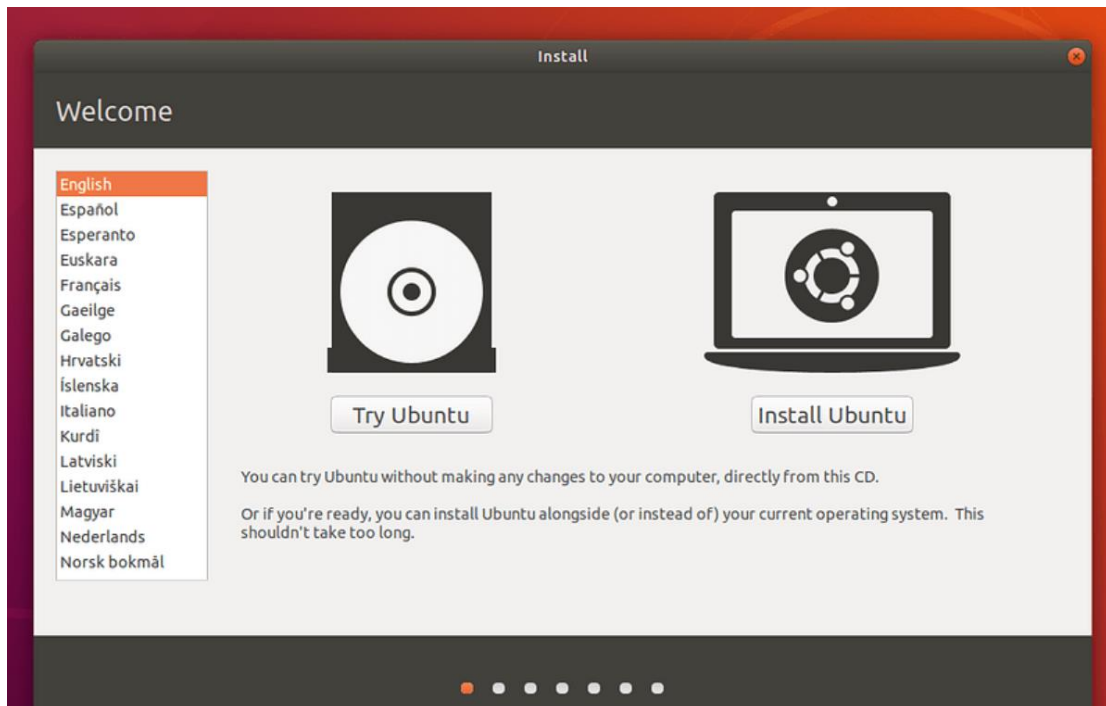 Install
Welcome
English
Español
Esperanto
Euskara
Français
Gaeilge
Galego
Hrvatski
Íslenska
Italiano
Kurdî
Latviski
Lietuviškai
Magyar
Nederlands
Norsk bokmål
Try Ubuntu
Install Ubuntu
You can try Ubuntu without making any changes to your computer, directly from this CD.
Or if you're ready, you can install Ubuntu alongside (or instead of) your current operating system. This
shouldn't take too long.